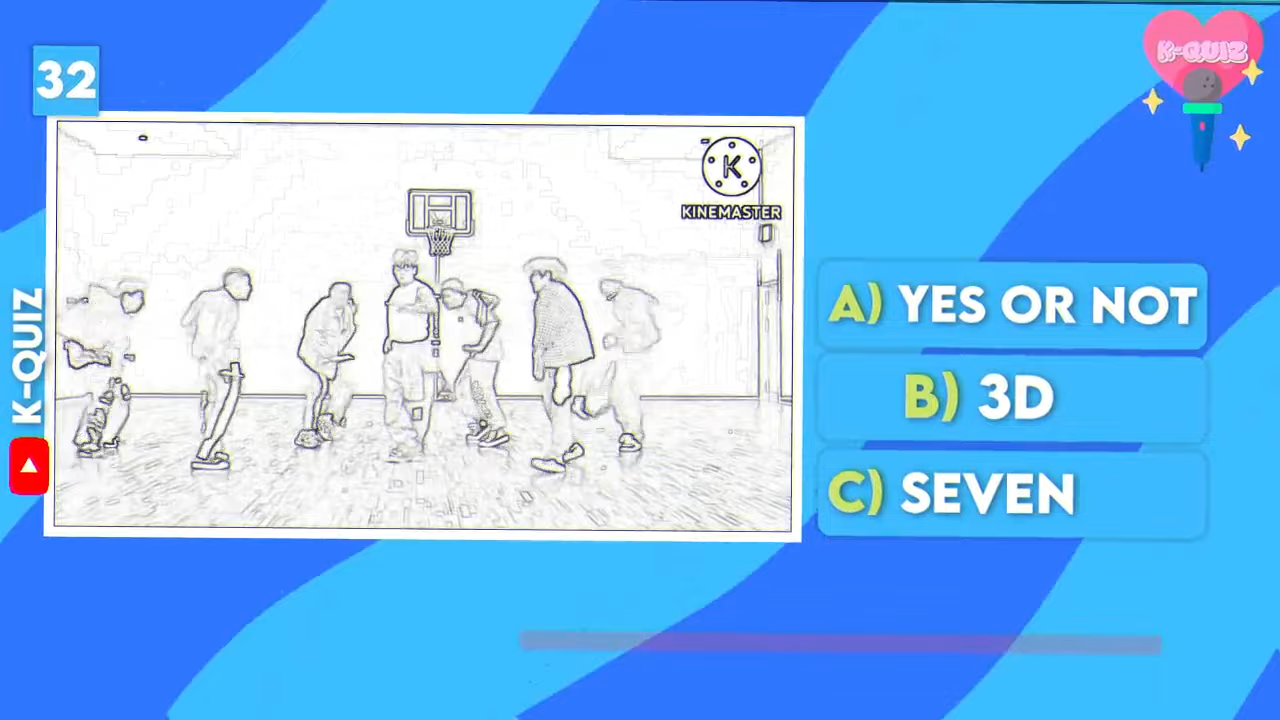 32
K-QUIZ
K
KINEMASTER
A) YES OR NOT
B) 3D
C) SEVEN
K-QUIZ